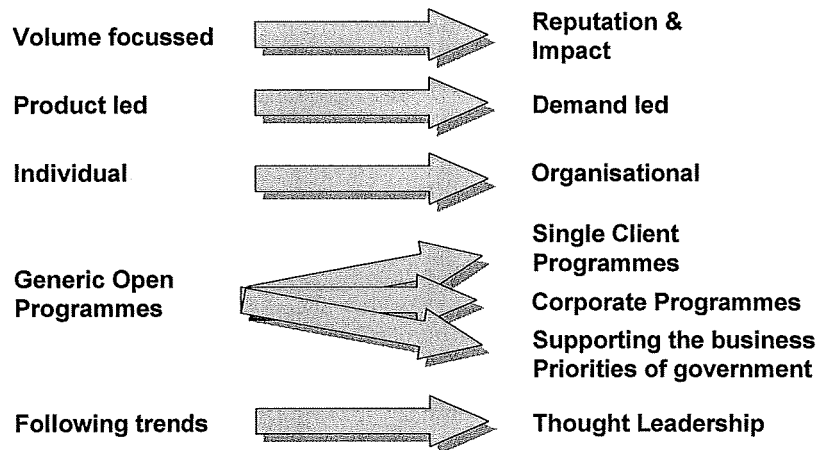 Volume focussed
Reputation &
Impact
Product led
Demand led
Individual
Organisational
Generic Open
Programmes
Single Client
Programmes
Corporate Programmes
Supporting the business
Priorities of government
Following trends
Thought Leadership